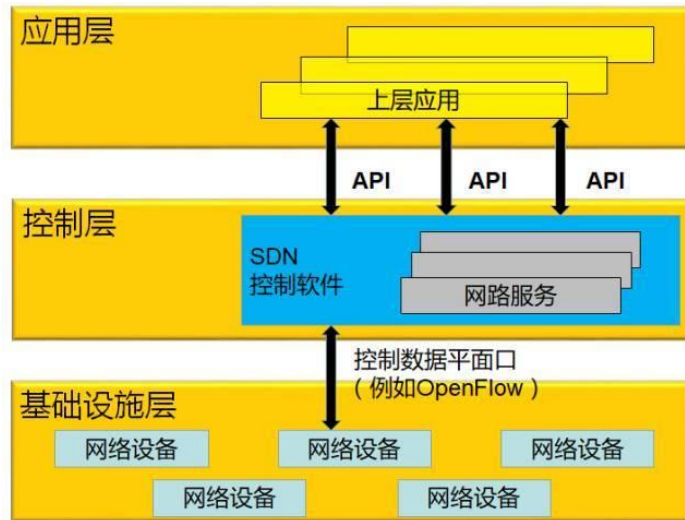 应用层
上层应用
API API API
控制层
SDN
控制软件
网路服务
控制数据平面口
（例如OpenFlow）
基础设施层
网络设备 网络设备 网络设备
网络设备 网络设备